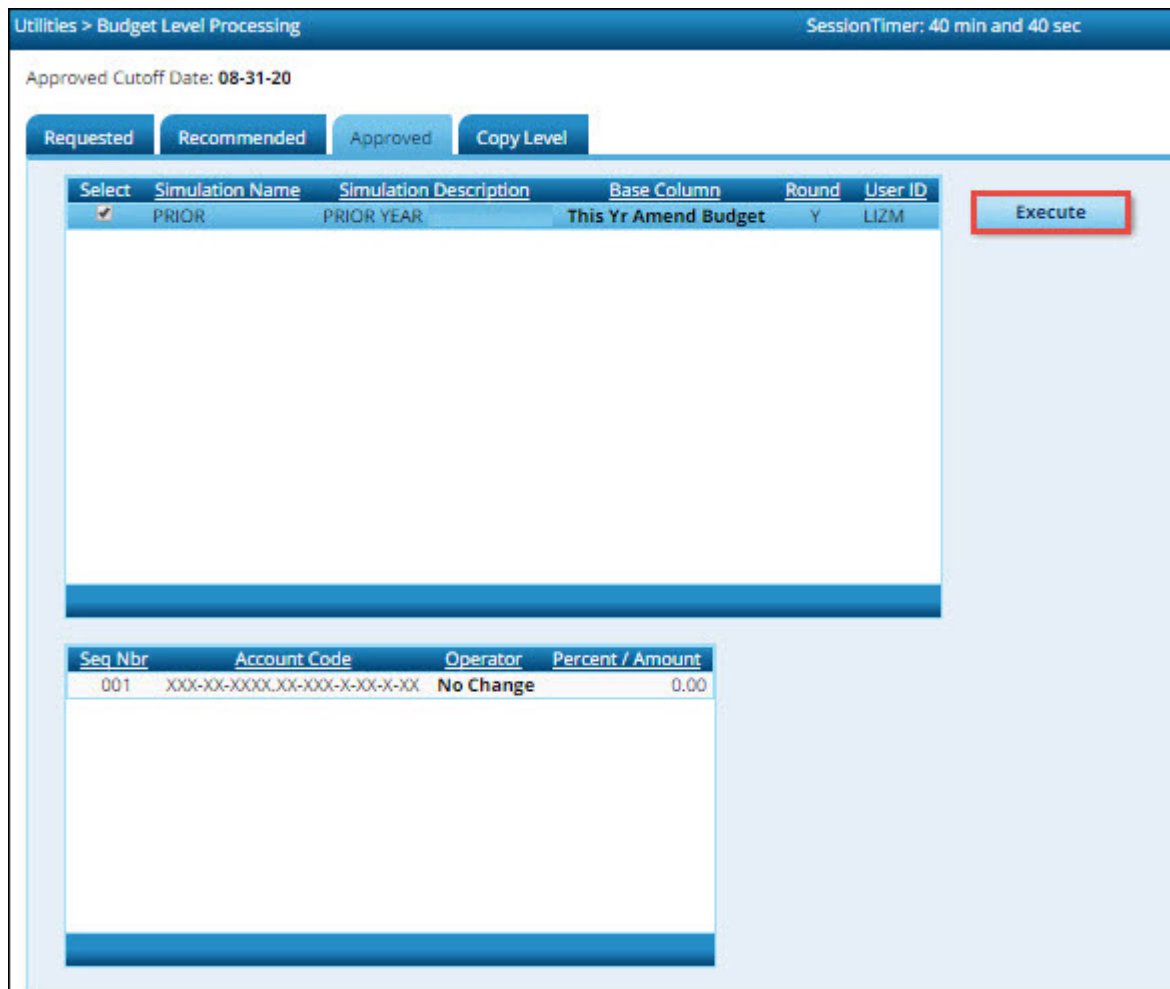 Utilities > Budget Level Processing SessionTimer: 40 min and 40 sec
Approved Cutoff Date: 08-31-20
Requested Recommended Approved Copy Level
Select Simulation Name Simulation Description Base Column Round User ID
PRIOR PRIOR YEAR This Yr Amend Budget Y LIZM
Execute
Seq Nbr Account Code Operator Percent / Amount
001 XXX-XX-XXXX.XX-XXX-X-XX-X-XX No Change 0.00